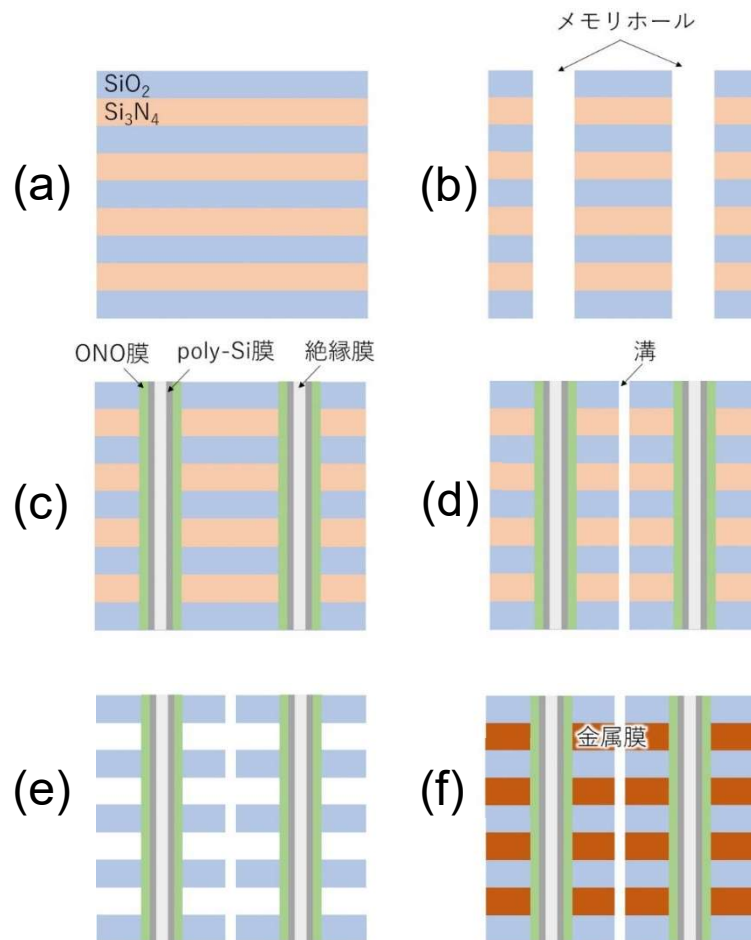 メモリホール
SiO₂
Si₃N₄
(a)
(b)
ONO膜
poly-Si膜
絶縁膜
溝
(c)
(d)
金属膜
(e)
(f)